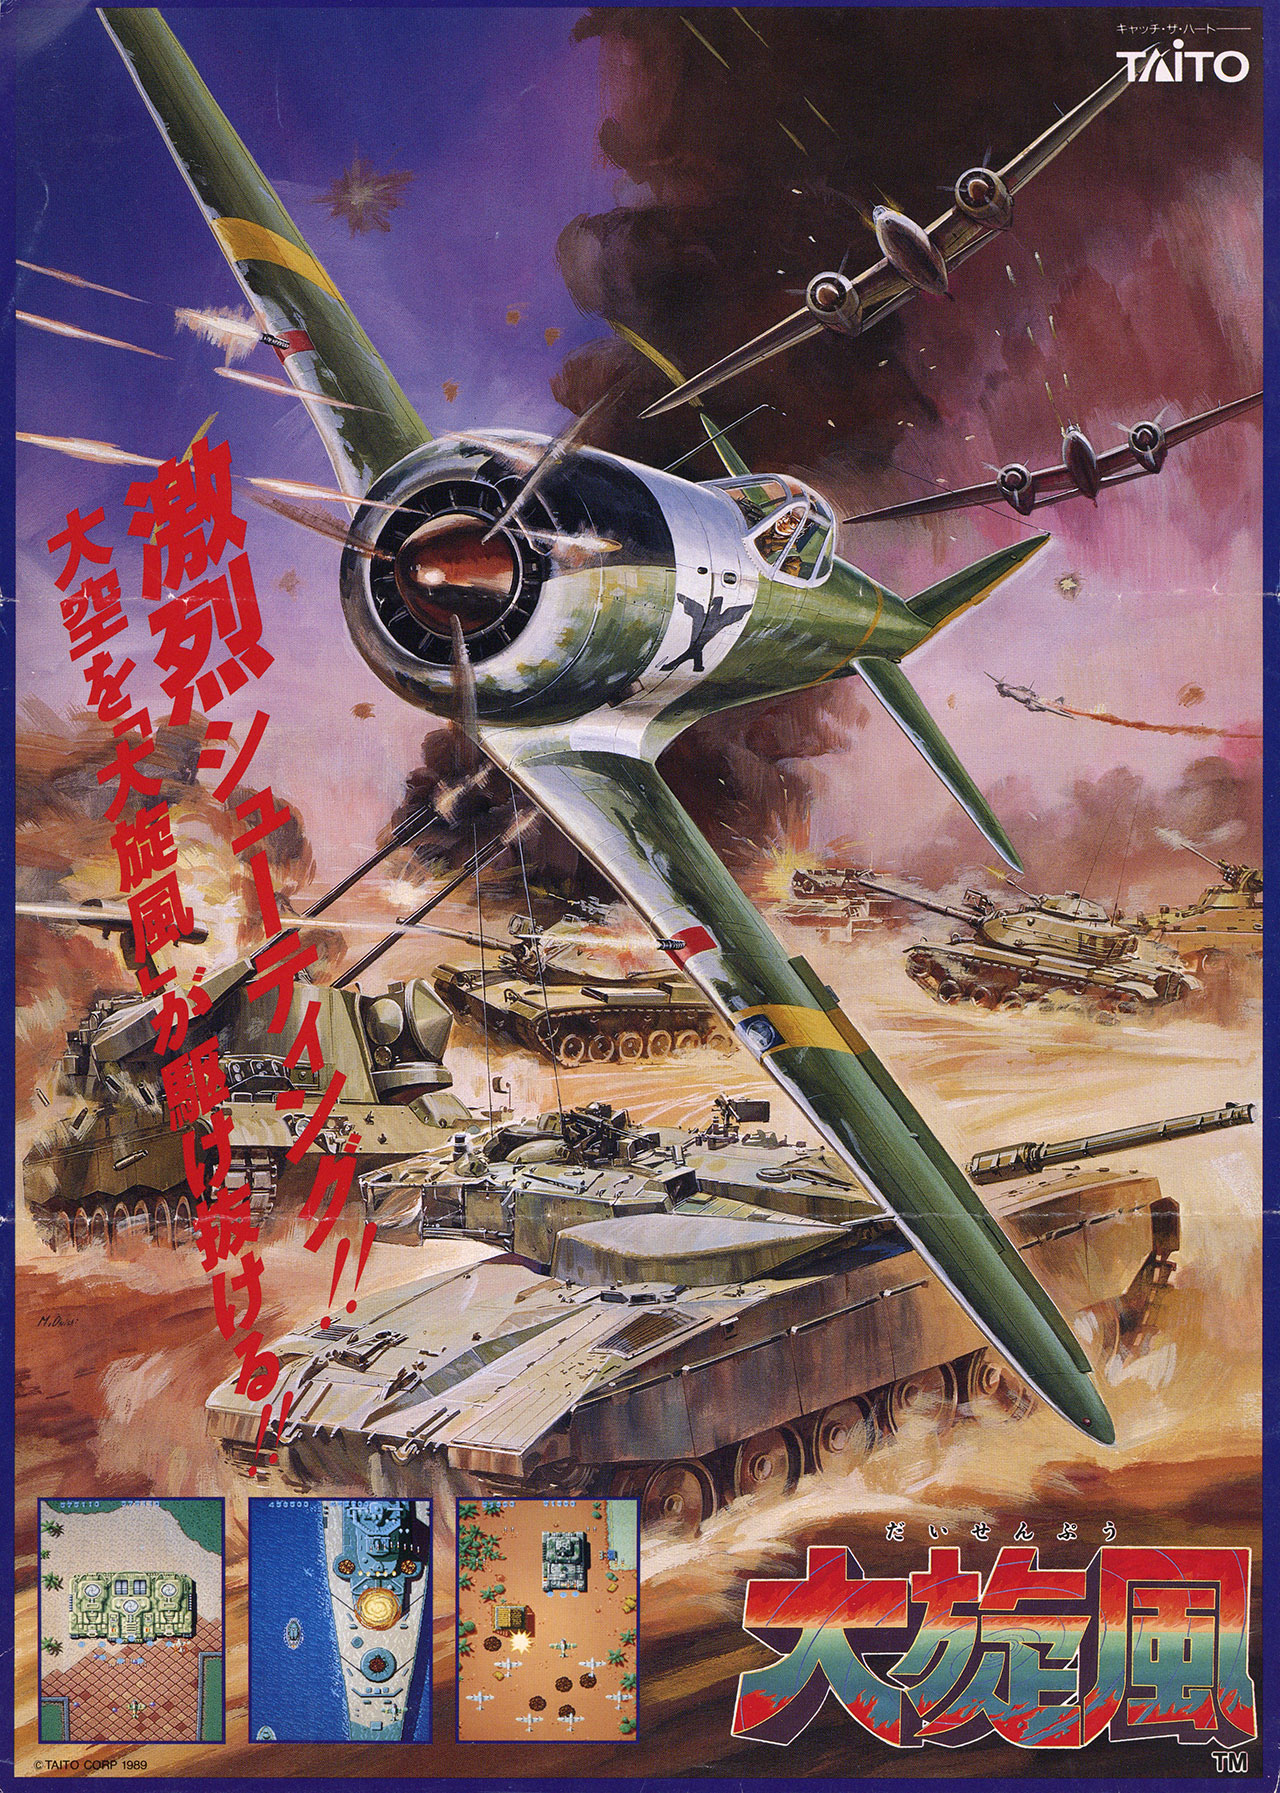 キャッチ・ザ・ハート
TAITO
激烈シューティング!!
大空を「大旋風」が駆け抜ける!!
だいせんぷう
大旋風
TM
© TAITO CORP 1989